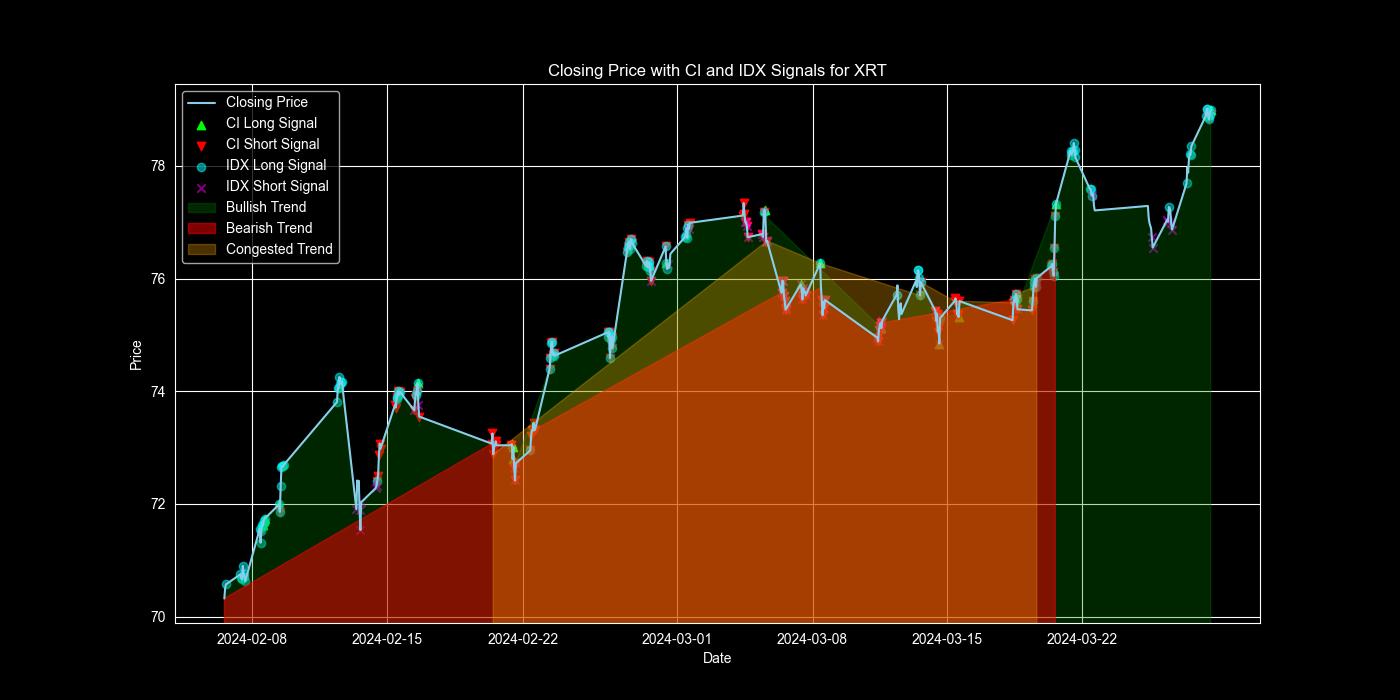 Closing Price with CI and IDX Signals for XRT
Closing Price
CI Long Signal
CI Short Signal
IDX Long Signal
IDX Short Signal
Bullish Trend
Bearish Trend
Congested Trend
78
76
74
72
70
Price
2024-02-08
2024-02-15
2024-02-22
2024-03-01
2024-03-08
2024-03-15
2024-03-22
Date